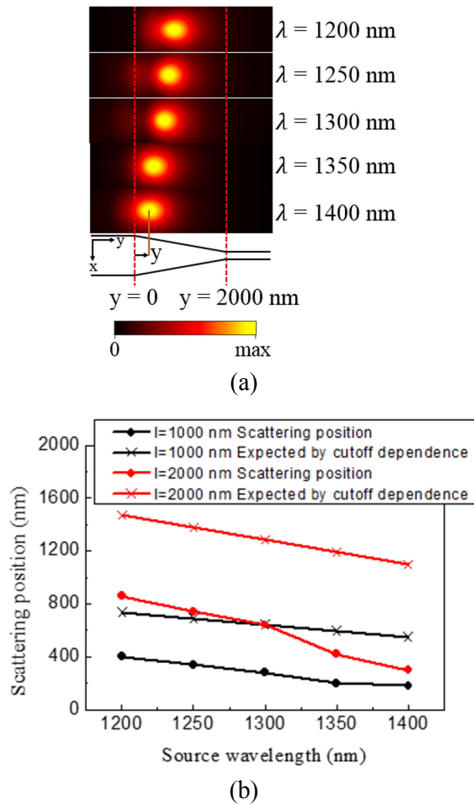 λ = 1200 nm
λ = 1250 nm
λ = 1300 nm
λ = 1350 nm
λ = 1400 nm
y
x
y
y = 0 y = 2000 nm
0 max
(a)
l=1000 nm Scattering position
l=1000 nm Expected by cutoff dependence
l=2000 nm Scattering position
l=2000 nm Expected by cutoff dependence
2000
1600
1200
800
400
0
Scattering position (nm)
1200 1250 1300 1350 1400
Source wavelength (nm)
(b)